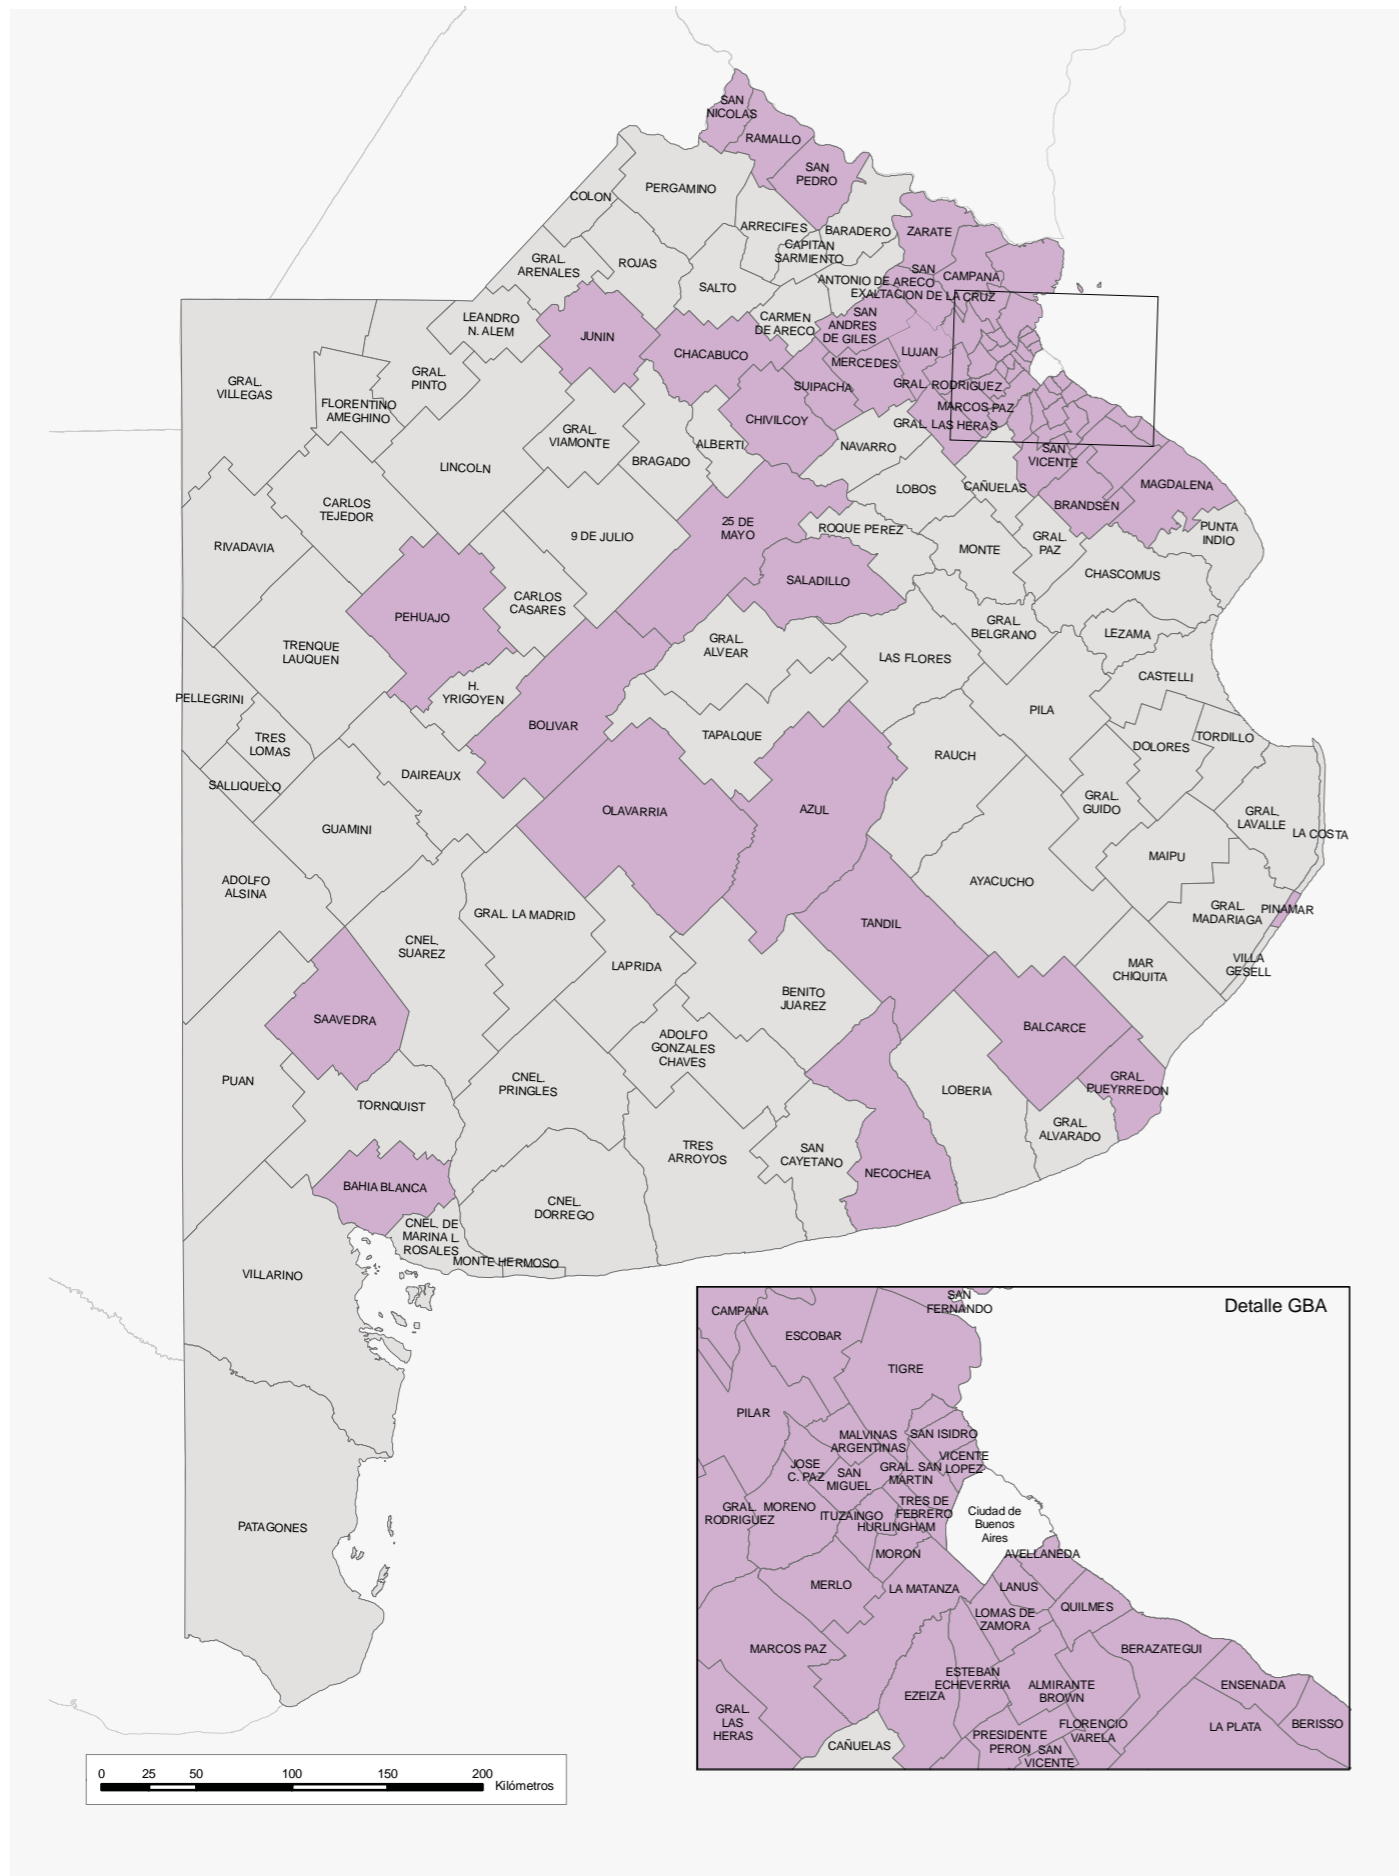 SAN
NICOLAS
RAMALLO
SAN
PEDRO
PERGAMINO
COLON
ARRECIFES
BARADERO
ZARATE
CAPITAN
SARMIENTO
GRAL.
ARENALES
ROJAS
SALTO
SAN
ANTONIO DE ARECO
CAMPANA
EXALTACION DE LA CRUZ
LEANDRO
N. ALEM
JUNIN
CARMEN
DE ARECO
SAN
ANDRES
DE GILES
CHACABUCO
MERCEDES
LUJAN
SUIPACHA
GRAL. RODRIGUEZ
MARCOS PAZ
GRAL. LAS HERAS
GRAL.
VILLEGAS
GRAL.
PINTO
FLORENTINO
AMEGHINO
CHIVILCOY
GRAL.
VIAMONTE
ALBERTI
NAVARRO
BRAGADO
LINCOLN
SAN
VICENTE
LOBOS
CAÑUELAS
MAGDALENA
BRANDSEN
CARLOS
TEJEDOR
25 DE
MAYO
ROQUE PEREZ
PUNTA
INDIO
9 DE JULIO
RIVADAVIA
MONTE
GRAL.
PAZ
CHASCOMUS
SALADILLO
CARLOS
CASARES
PEHUAJO
GRAL.
BELGRANO
LEZAMA
TRENQUE
LAUQUEN
GRAL.
ALVEAR
LAS FLORES
CASTELLI
PELLEGRINI
H.
YRIGOYEN
PILA
BOLIVAR
TRES
LOMAS
TAPALQUE
TORDILLO
DOLORES
RAUCH
DAIREAUX
SALLIQUELO
OLAVARRIA
AZUL
GRAL.
GUIDO
GRAL.
LAVALLE
LA COSTA
GUAMINI
MAIPU
ADOLFO
ALSINA
AYACUCHO
GRAL. LA MADRID
GRAL.
MADARIAGA
PINAMAR
TANDIL
CNEL.
SUAREZ
LAPRIDA
MAR
CHIQUITA
VILLA
GESELL
BENITO
JUAREZ
SAAVEDRA
BALCARCE
ADOLFO
GONZALES
CHAVES
PUAN
CNEL.
PRINGLES
LOBERIA
GRAL.
PUEYRREDON
TORNQUIST
GRAL.
ALVARADO
TRES
ARROYOS
SAN
CAYETANO
NECOCHEA
BAHIA BLANCA
CNEL.
DORREGO
CNEL. DE
MARINA L.
ROSALES
MONTE HERMOSO
VILLARINO
PATAGONES
0 25 50 100 150 200
Kilómetros
Detalle GBA
SAN
FERNANDO
CAMPANA
ESCOBAR
TIGRE
PILAR
MALVINAS
ARGENTINAS
SAN ISIDRO
VICENTE
LOPEZ
JOSE
C. PAZ
SAN
MIGUEL
GRAL. SAN
MARTIN
GRAL.
RODRIGUEZ
MORENO
ITUZAINGO
TRES DE
FEBRERO
HURLINGHAM
Ciudad de
Buenos
Aires
MORON
AVELLANEDA
MERLO
LA MATANZA
LANUS
LOMAS DE
ZAMORA
QUILMES
MARCOS PAZ
BERAZATEGUI
ESTEBAN
ECHEVERRIA
EZEIZA
ALMIRANTE
BROWN
ENSENADA
GRAL.
LAS
HERAS
FLORENCIO
VARELA
LA PLATA
BERISSO
PRESIDENTE
PERON
SAN
VICENTE
CAÑUELAS